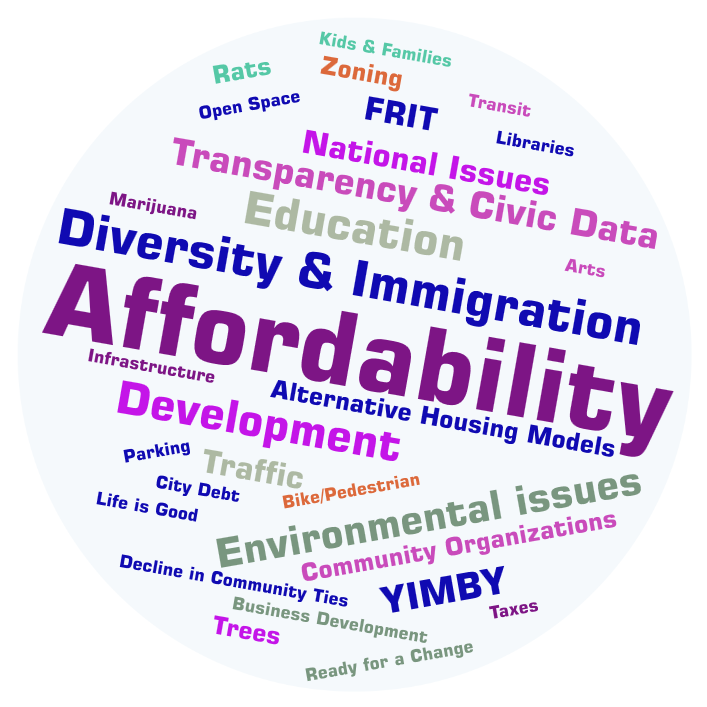 Kids & Families
Rats
Zoning
Open Space
FRIT
Transit
Libraries
National Issues
Transparency & Civic Data
Marijuana
Education
Diversity & Immigration
Arts
Affordability
Infrastructure
Alternative Housing Models
Development
Parking
Traffic
City Debt
Bike/Pedestrian
Life is Good
Environmental issues
Community Organizations
Decline in Community Ties
YIMBY
Business Development
Taxes
Trees
Ready for a Change